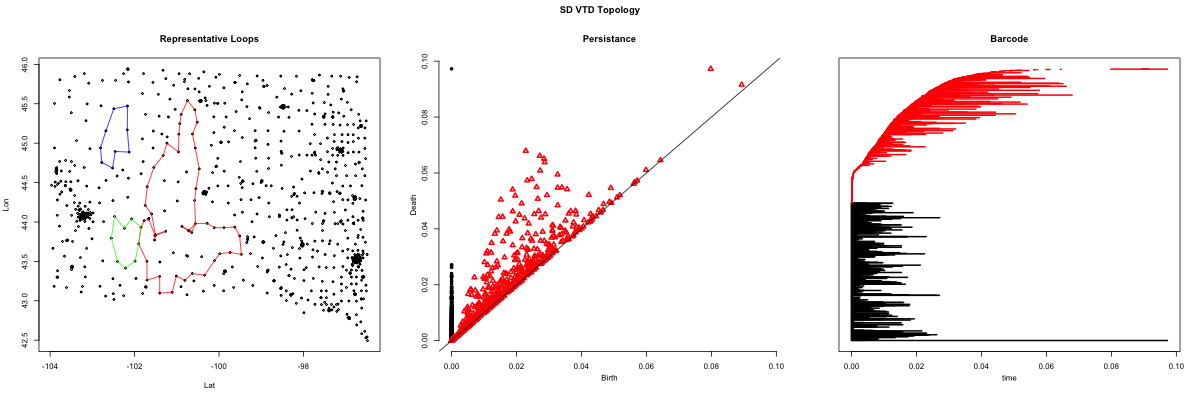 SD VTD Topology
Representative Loops
46.0
45.5
45.0
44.5
44.0
43.5
43.0
42.5
Lon
-104 -102 -100 -98
Lat
Persistance
0.10
0.08
0.06
0.04
0.02
0.00
Death
0.00 0.02 0.04 0.06 0.08 0.10
Birth
Barcode
0.00 0.02 0.04 0.06 0.08 0.10
time